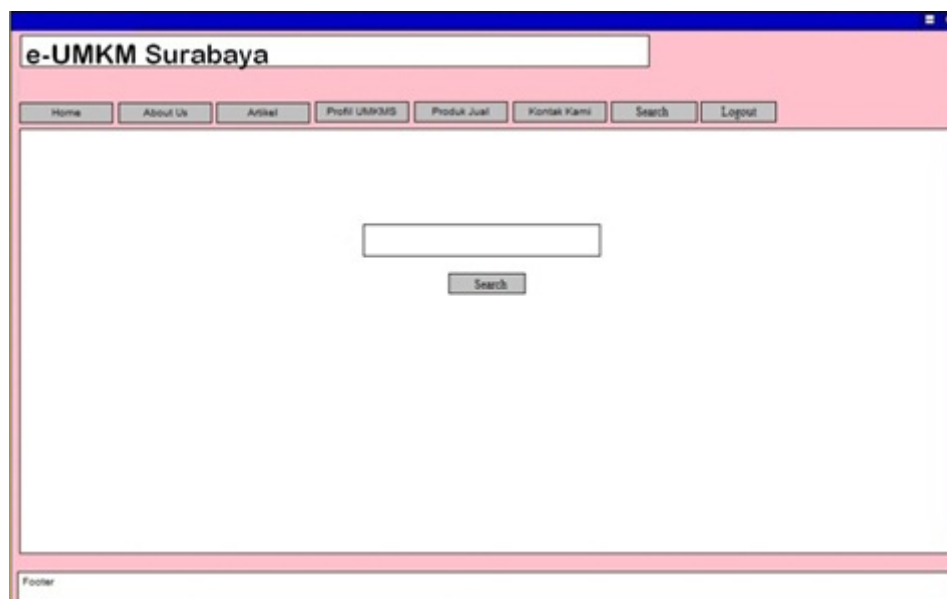 e-UMKM Surabaya
Home About Us Artikel Profil UMKMS Produk Jual Kontak Kami Search Logout
Search
Footer